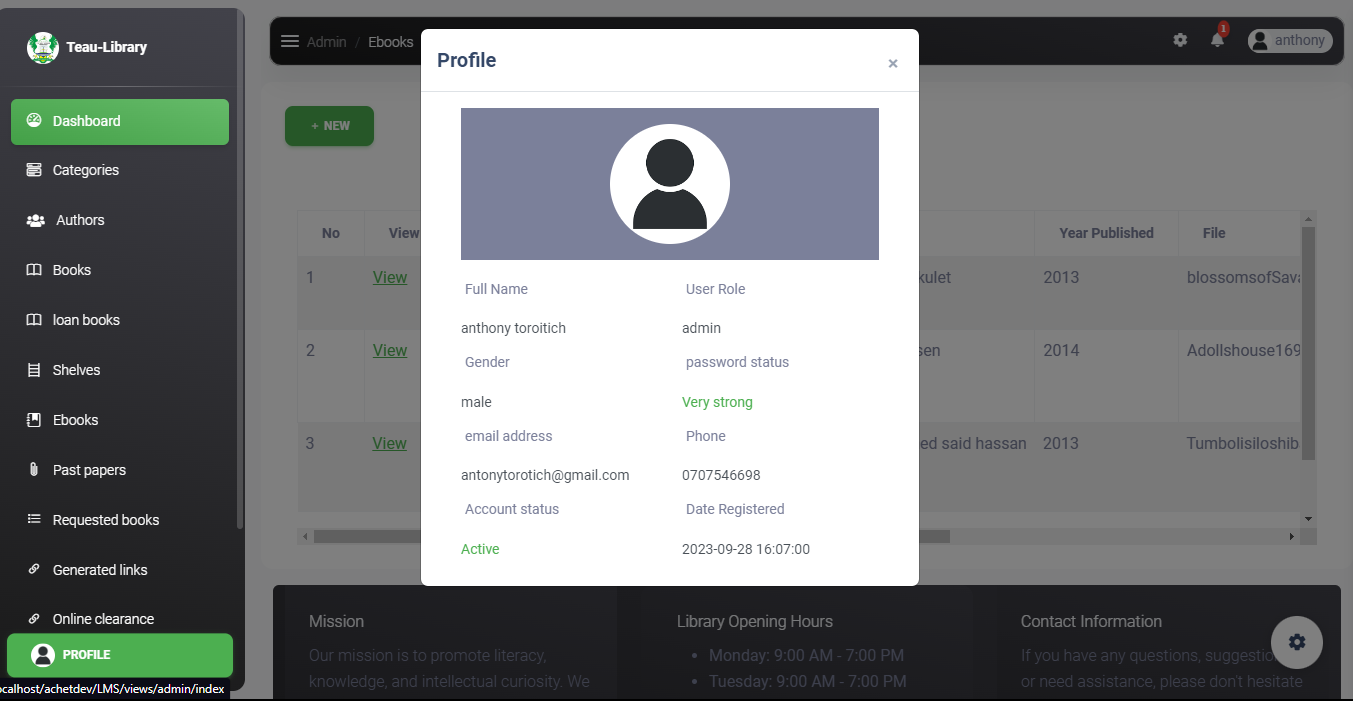 Teau-Library
Dashboard
Categories
Authors
Books
loan books
Shelves
Ebooks
Past papers
Requested books
Generated links
Online clearance
PROFILE
ocalhost/achetdev/LMS/views/admin/index
Admin / Ebooks
1
anthony
+ NEW
No View Year Published File
1 View kulet 2013 blossomsofSava
2 View sen 2014 Adollshouse169
3 View ed said hassan 2013 Tumbolisiloshib
Profile
×
Full Name User Role
anthony toroitich admin
Gender password status
male Very strong
email address Phone
antonytorotich@gmail.com 0707546698
Account status Date Registered
Active 2023-09-28 16:07:00
Mission
Our mission is to promote literacy,
knowledge, and intellectual curiosity. We
Library Opening Hours
• Monday: 9:00 AM - 7:00 PM
• Tuesday: 9:00 AM - 7:00 PM
Contact Information
If you have any questions, suggestio
or need assistance, please don't hesitate